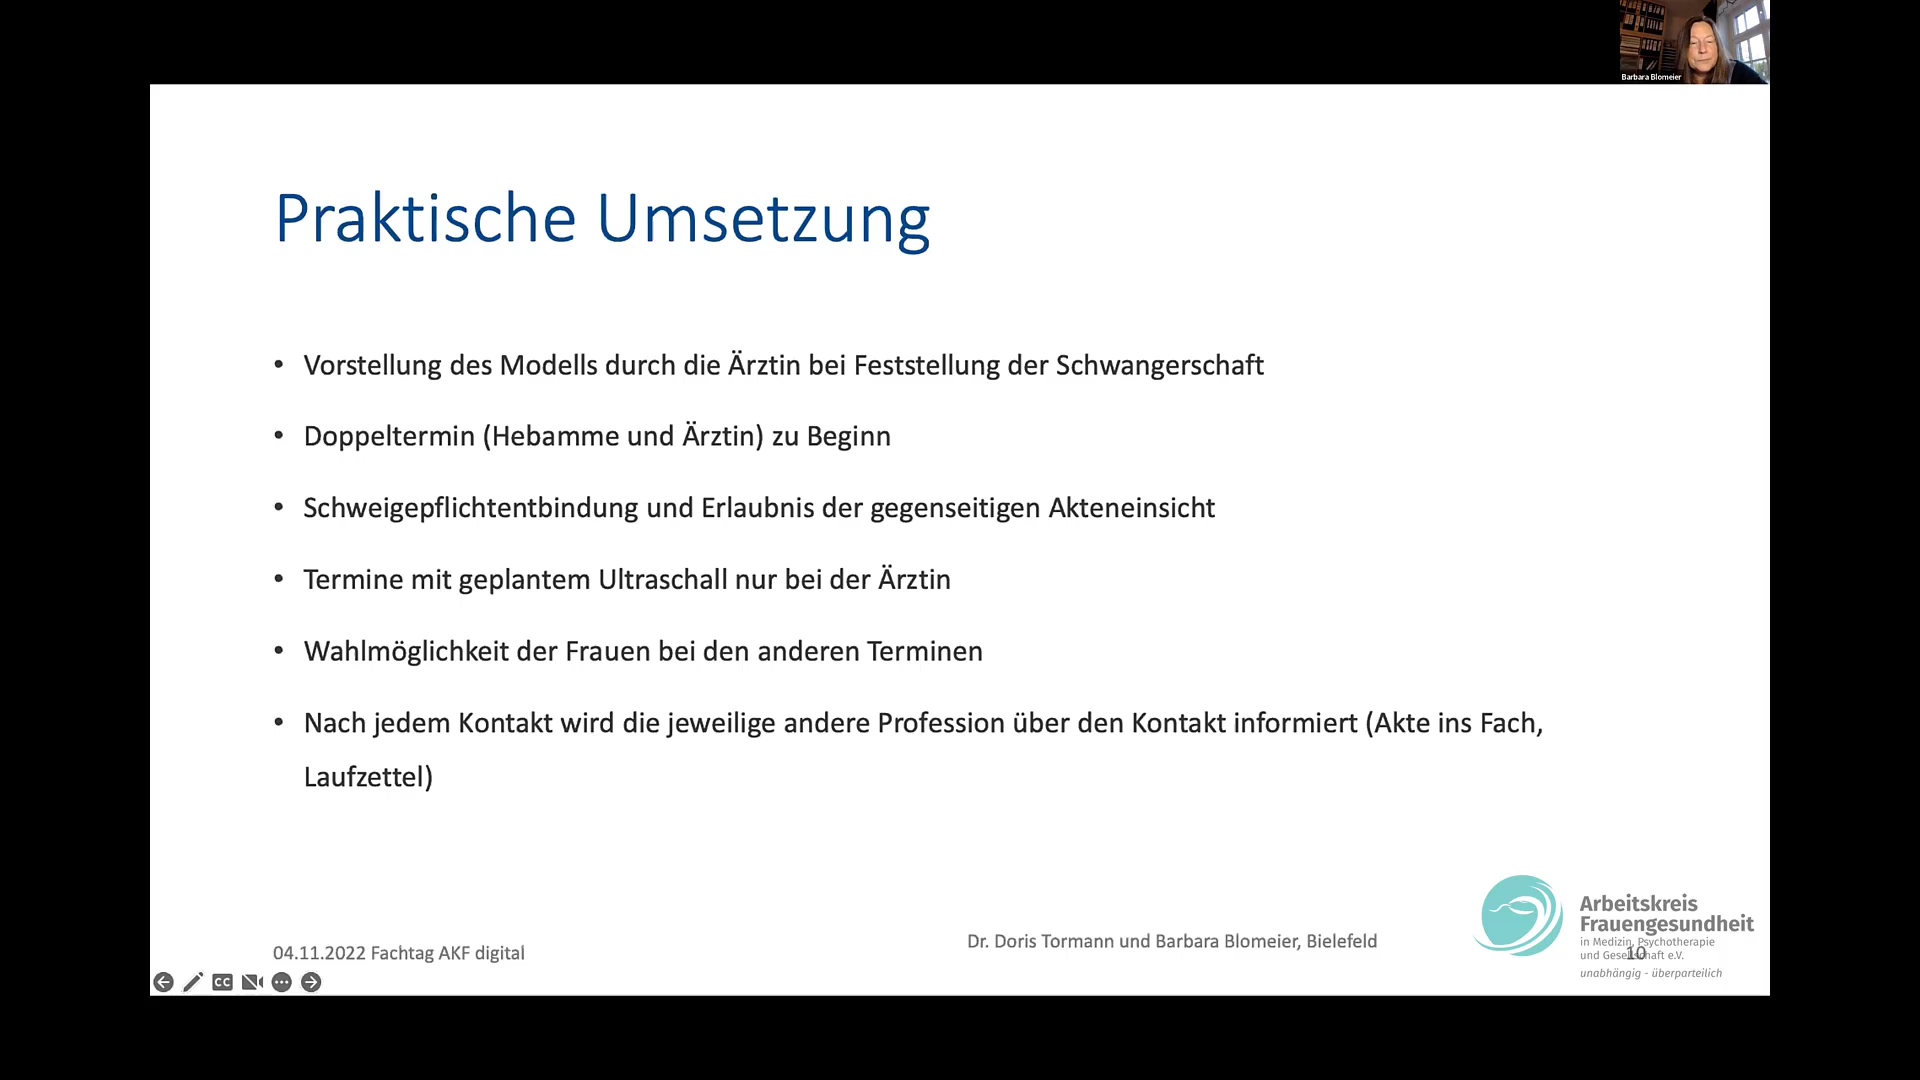 Barbara Blomeier
Praktische Umsetzung
• Vorstellung des Modells durch die Ärztin bei Feststellung der Schwangerschaft
• Doppeltermin (Hebamme und Ärztin) zu Beginn
• Schweigepflichtentbindung und Erlaubnis der gegenseitigen Akteneinsicht
• Termine mit geplantem Ultraschall nur bei der Ärztin
• Wahlmöglichkeit der Frauen bei den anderen Terminen
• Nach jedem Kontakt wird die jeweilige andere Profession über den Kontakt informiert (Akte ins Fach,
Laufzettel)
04.11.2022 Fachtag AKF digital
Dr. Doris Tormann und Barbara Blomeier, Bielefeld
Arbeitskreis
Frauengesundheit
in Medizin, Psychotherapie
und Gesellschaft e.V.
unabhängig - überparteilich
10
CC